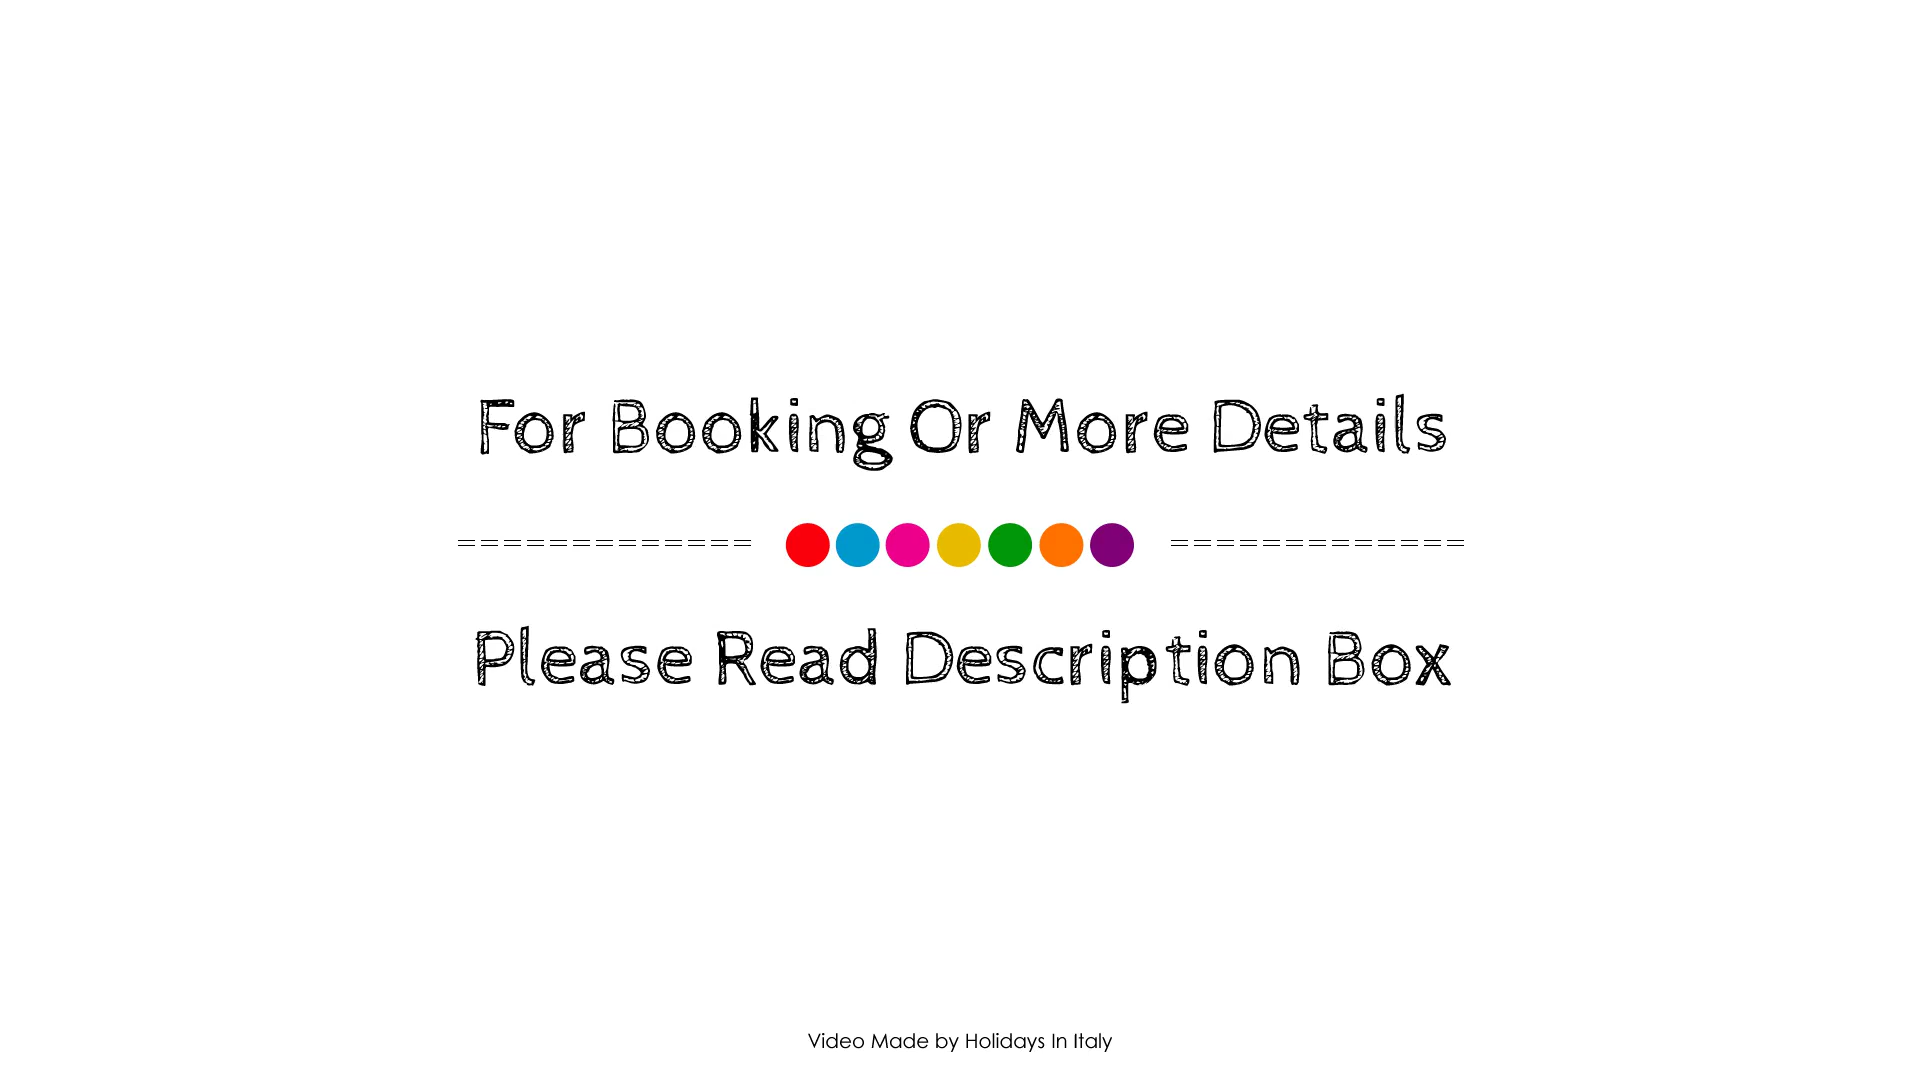 For Booking Or More Details
============= =============
Please Read Description Box
Video Made by Holidays In Italy